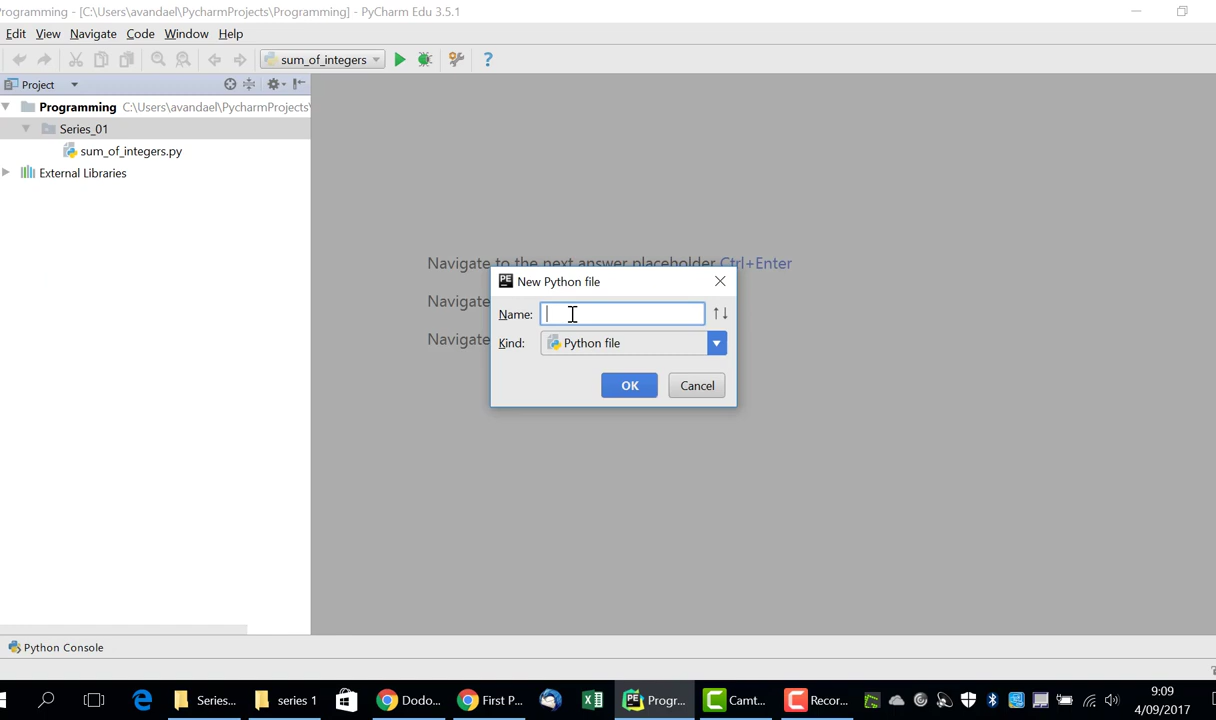 rogramming - [C:\Users\avandael\PycharmProjects\Programming] - PyCharm Edu 3.5.1
Edit View Navigate Code Window Help
sum_of_integers
?
Project
Programming C:\Users\avandael\PycharmProjects\
Series_01
sum_of_integers.py
External Libraries
Navigate to the next answer placeholder Ctrl+Enter
Navigate
Navigate
PE New Python file
Name:
Kind: Python file
OK Cancel
Python Console
Series... series 1 Dodo... First P... PE Progr... Camt... Recor... 9:09
4/09/2017